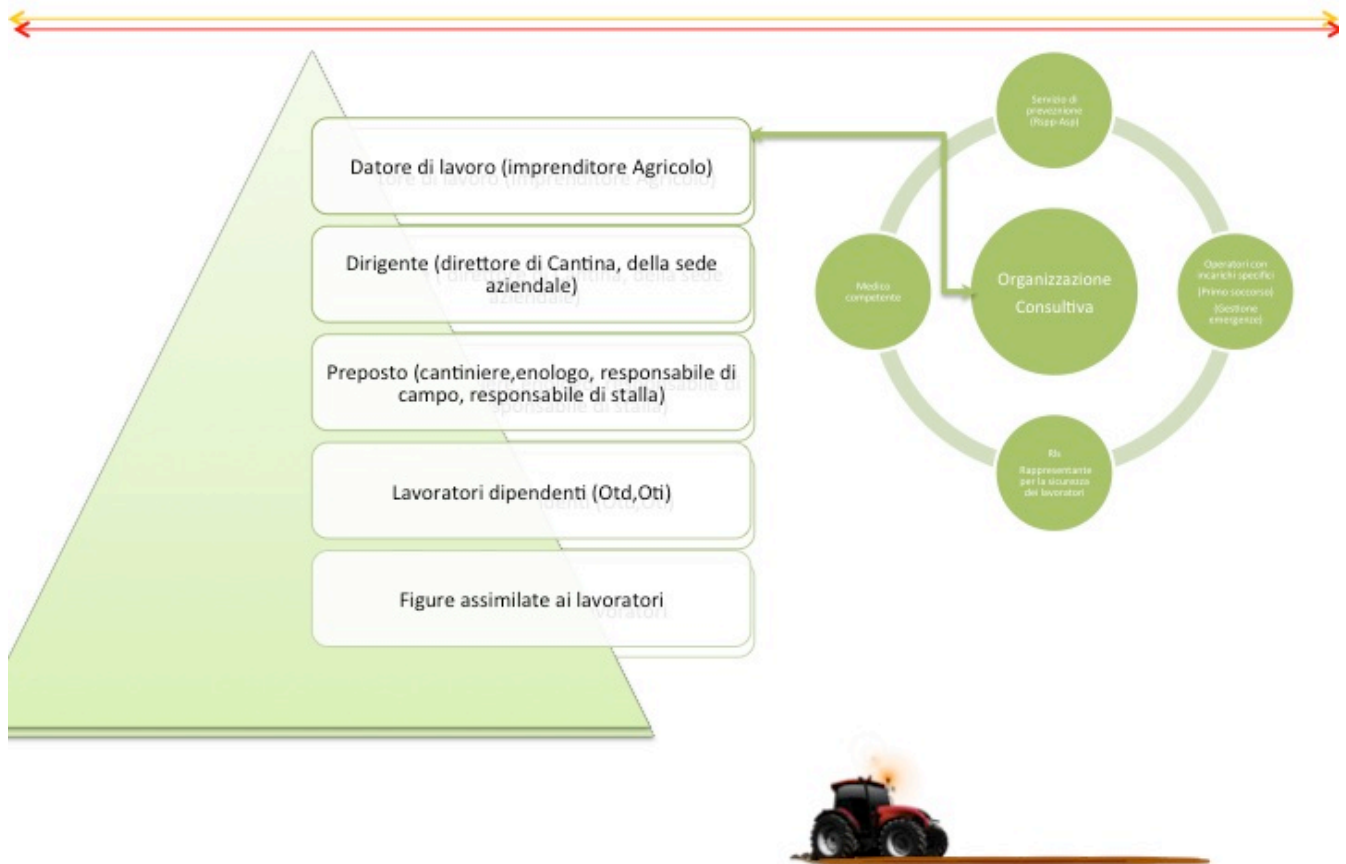 Datore di lavoro (imprenditore Agricolo)
Dirigente (direttore di Cantina, della sede
aziendale)
Preposto (cantiniere,enologo, responsabile di
campo, responsabile di stalla)
Lavoratori dipendenti (Otd,Oti)
Figure assimilate ai lavoratori
Servizio di
preveznione
(Rspp-Asp)
Medico
competente
Organizzazione
Consultiva
Operatori con
incarichi specifici
(Primo soccorso)
(Gestione
emergenze)
Rls
Rappresentante
per la sicurezza
dei lavoratori